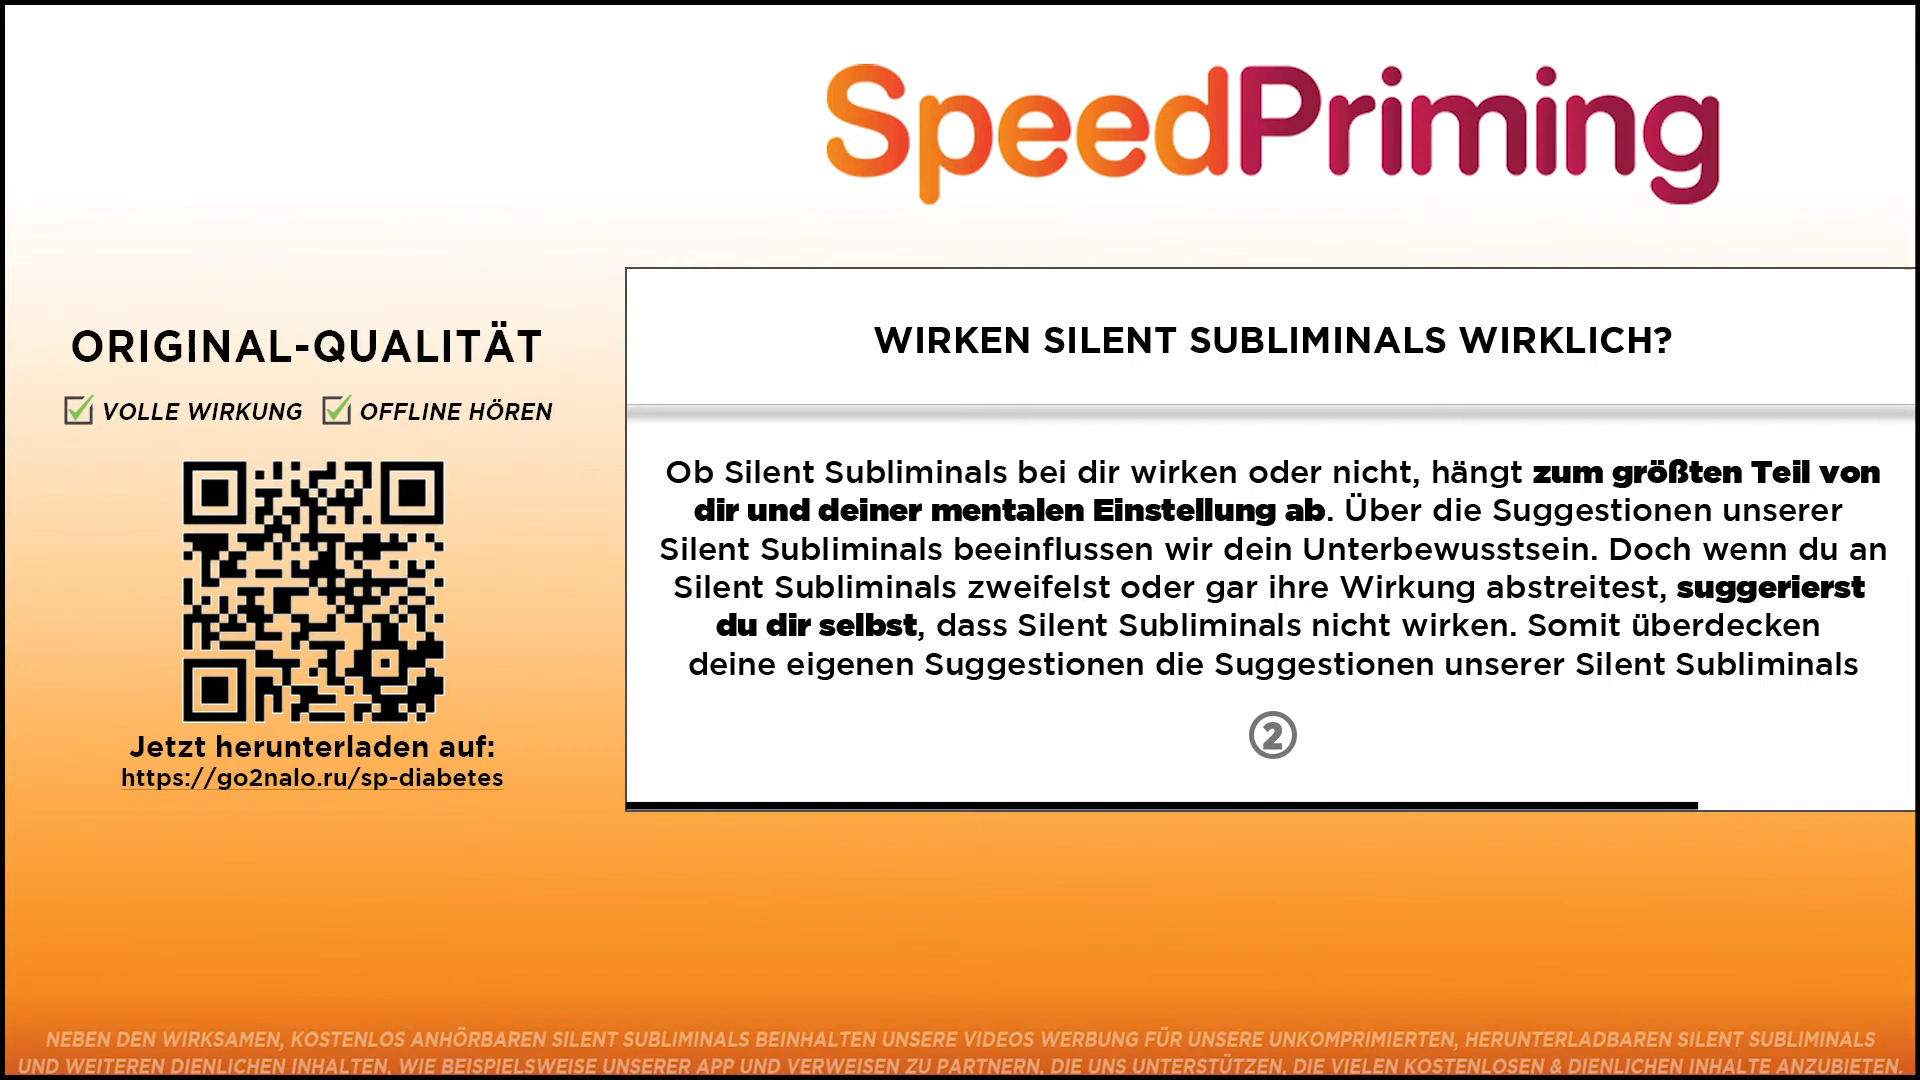 SpeedPriming
ORIGINAL-QUALITÄT
VOLLE WIRKUNG OFFLINE HÖREN
Jetzt herunterladen auf:
https://go2nalo.ru/sp-diabetes
WIRKEN SILENT SUBLIMINALS WIRKLICH?
Ob Silent Subliminals bei dir wirken oder nicht, hängt zum größten Teil von
dir und deiner mentalen Einstellung ab. Über die Suggestionen unserer
Silent Subliminals beeinflussen wir dein Unterbewusstsein. Doch wenn du an
Silent Subliminals zweifelst oder gar ihre Wirkung abstreitest, suggerierst
du dir selbst, dass Silent Subliminals nicht wirken. Somit überdecken
deine eigenen Suggestionen die Suggestionen unserer Silent Subliminals
2
NEBEN DEN WIRKSAMEN, KOSTENLOS ANHÖRBAREN SILENT SUBLIMINALS BEINHALTEN UNSERE VIDEOS WERBUNG FÜR UNSERE UNKOMPRIMIERTEN, HERUNTERLADBAREN SILENT SUBLIMINALS
UND WEITEREN DIENLICHEN INHALTEN, WIE BEISPIELSWEISE UNSERER APP UND VERWEISEN ZU PARTNERN, DIE UNS UNTERSTÜTZEN, DIE VIELEN KOSTENLOSEN & DIENLICHEN INHALTE ANZUBIETEN.